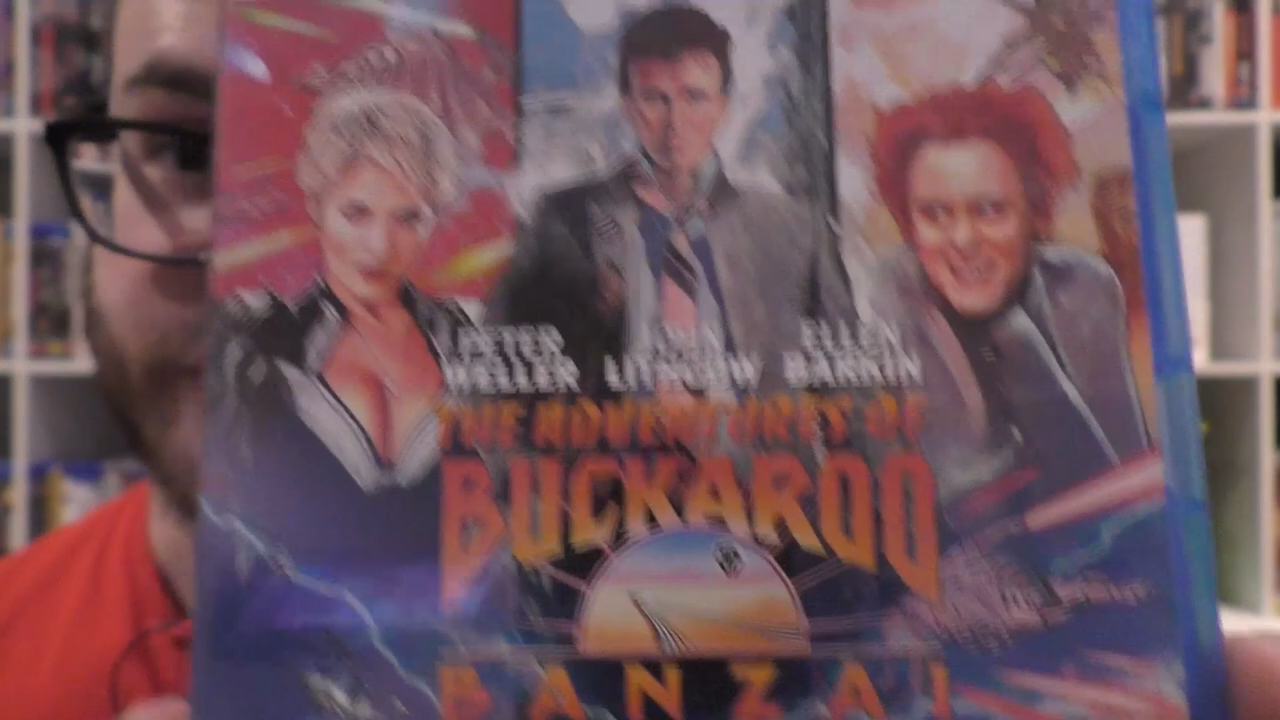 PETER JOHN ELLEN
WELLER LITHGOW BARKIN
THE ADVENTURES OF
BUCKAROO
BANZAI